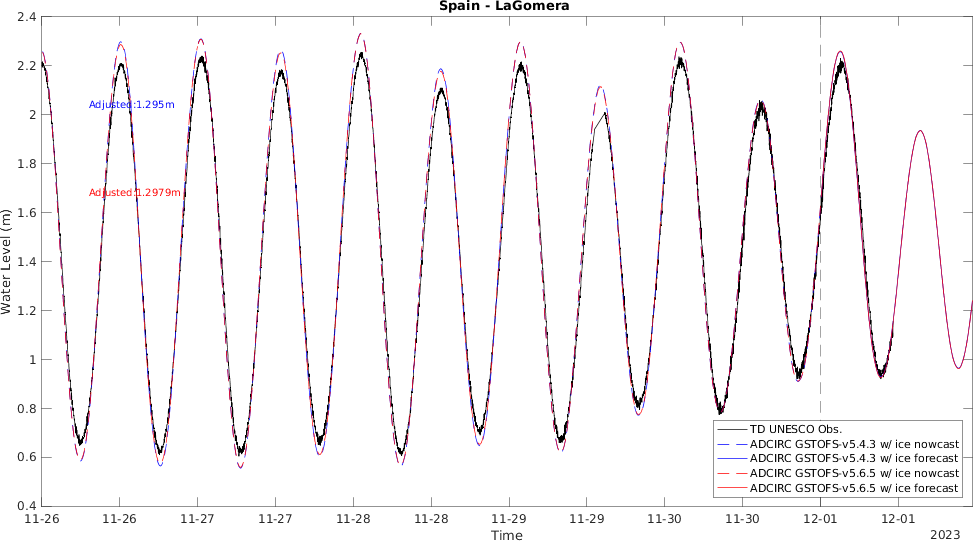 Spain - LaGomera
2.4
2.2
2
1.8
1.6
1.4
1.2
1
0.8
0.6
0.4
Water Level (m)
Adjusted:1.295m
Adjusted:1.2979m
TD UNESCO Obs.
ADCIRC GSTOFS-v5.4.3 w/ ice nowcast
ADCIRC GSTOFS-v5.4.3 w/ ice forecast
ADCIRC GSTOFS-v5.6.5 w/ ice nowcast
ADCIRC GSTOFS-v5.6.5 w/ ice forecast
11-26 11-26 11-27 11-27 11-28 11-28 11-29 11-29 11-30 11-30 12-01 12-01
Time
2023